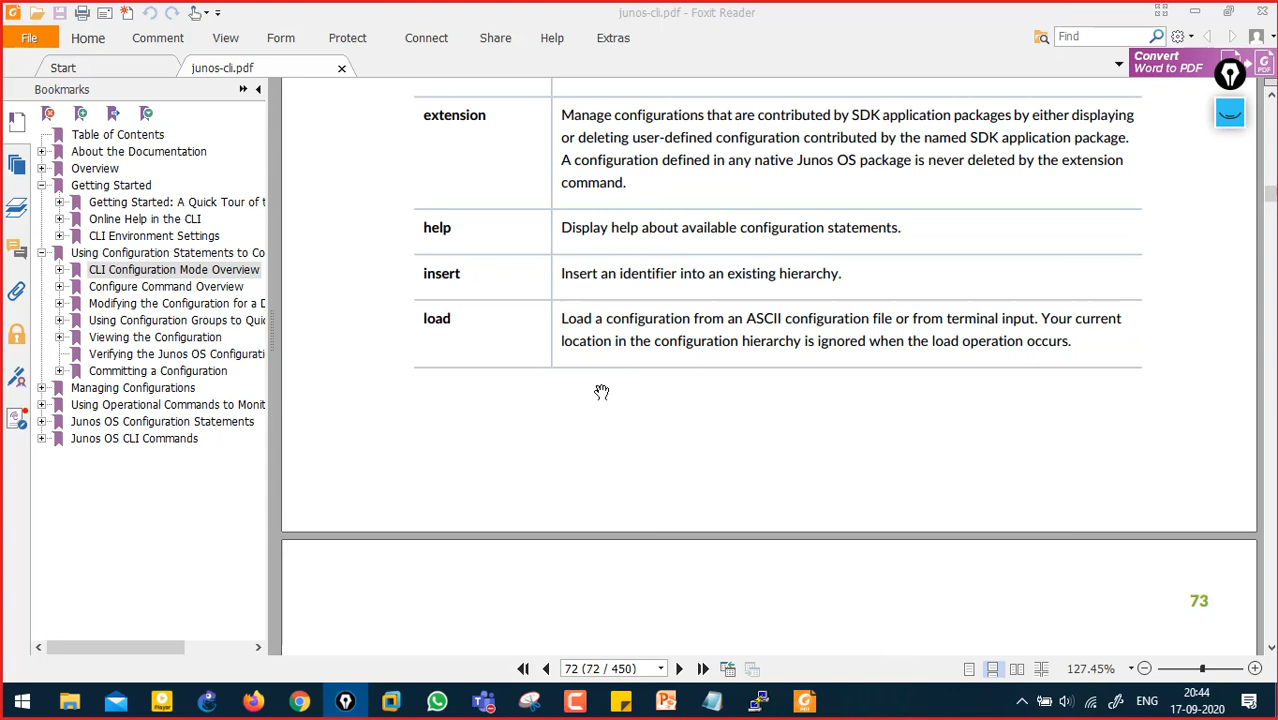 junos-cli.pdf - Foxit Reader
File
Home
Comment
View
Form
Protect
Connect
Share
Help
Extras
Find
Start
junos-cli.pdf
Convert
Word to PDF
PDF
Bookmarks
Table of Contents
About the Documentation
Overview
Getting Started
Getting Started: A Quick Tour of t
Online Help in the CLI
CLI Environment Settings
Using Configuration Statements to Co
CLI Configuration Mode Overview
Configure Command Overview
Modifying the Configuration for a D
Using Configuration Groups to Quic
Viewing the Configuration
Verifying the Junos OS Configurati
Committing a Configuration
Managing Configurations
Using Operational Commands to Monit
Junos OS Configuration Statements
Junos OS CLI Commands
extension
Manage configurations that are contributed by SDK application packages by either displaying
or deleting user-defined configuration contributed by the named SDK application package.
A configuration defined in any native Junos OS package is never deleted by the extension
command.
help
Display help about available configuration statements.
insert
Insert an identifier into an existing hierarchy.
load
Load a configuration from an ASCII configuration file or from terminal input. Your current
location in the configuration hierarchy is ignored when the load operation occurs.
73
72 (72 / 450)
127.45%
Player
ENG
20:44
17-09-2020